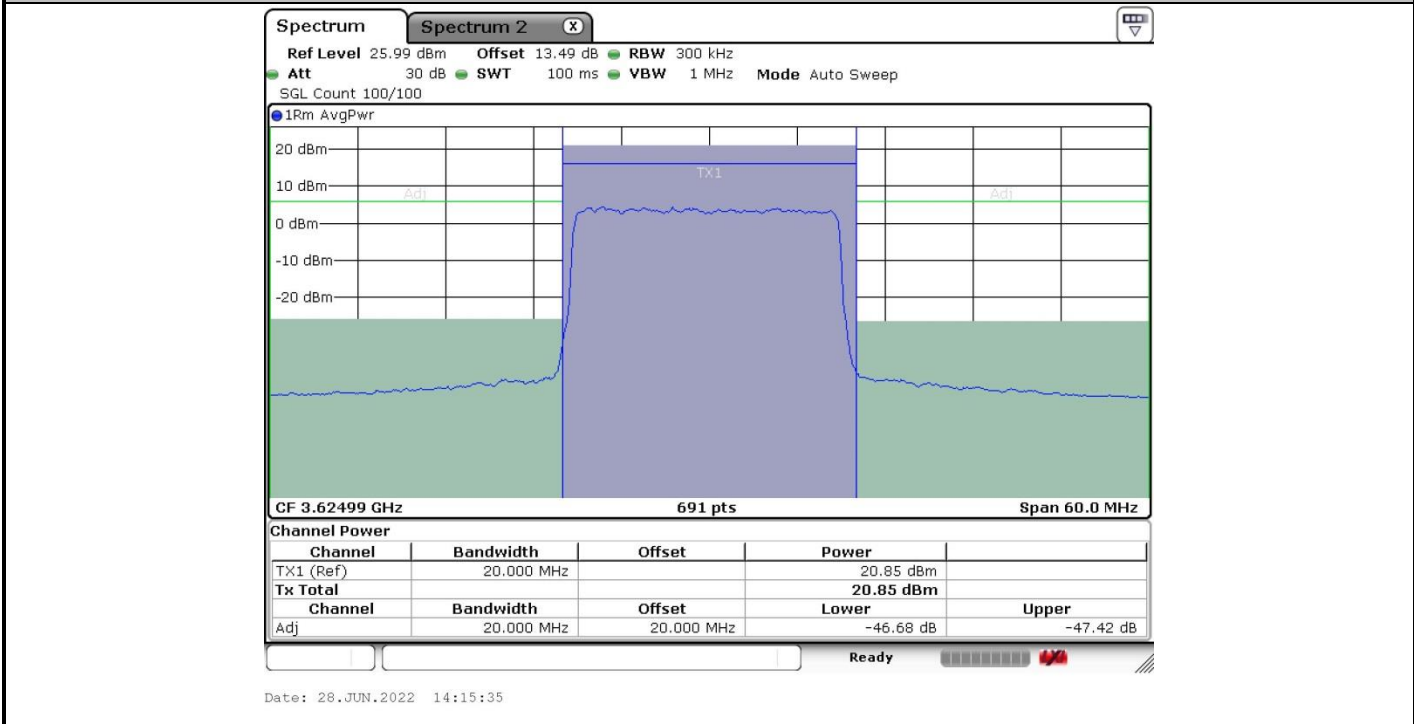 Spectrum Spectrum 2 X
Ref Level 25.99 dBm Offset 13.49 dB RBW 300 kHz
Att 30 dB SWT 100 ms VBW 1 MHz Mode Auto Sweep
SGL Count 100/100
1Rm AvgPwr
20 dBm
TX1
10 dBm
Adj Adj
0 dBm
-10 dBm
-20 dBm
CF 3.62499 GHz 691 pts Span 60.0 MHz
Channel Power
Channel Bandwidth Offset Power
TX1 (Ref) 20.000 MHz 20.85 dBm
Tx Total 20.85 dBm
Channel Bandwidth Offset Lower Upper
Adj 20.000 MHz 20.000 MHz -46.68 dB -47.42 dB
Ready
Date: 28.JUN.2022 14:15:35